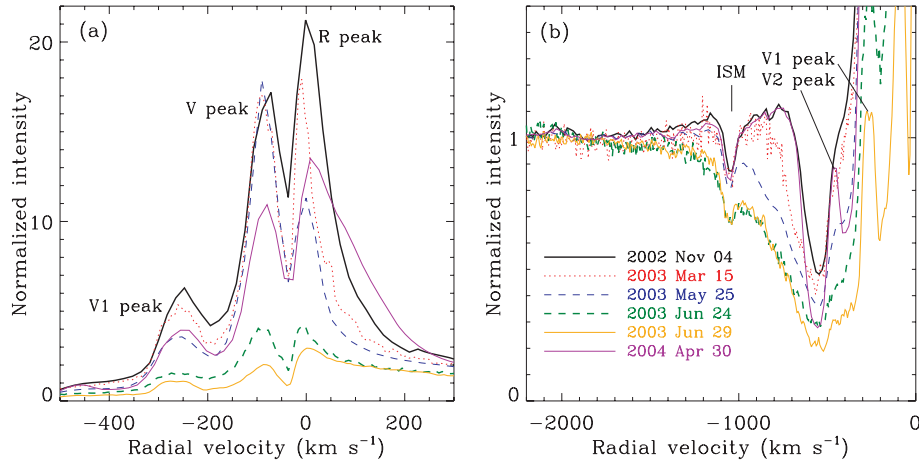 (a)
R peak
V peak
V1 peak
20
10
0
Normalized intensity
-400
-200
0
200
Radial velocity (km s⁻¹)
(b)
V1 peak
V2 peak
ISM
1
0
Normalized intensity
2002 Nov 04
2003 Mar 15
2003 May 25
2003 Jun 24
2003 Jun 29
2004 Apr 30
-2000
-1000
0
Radial velocity (km s⁻¹)